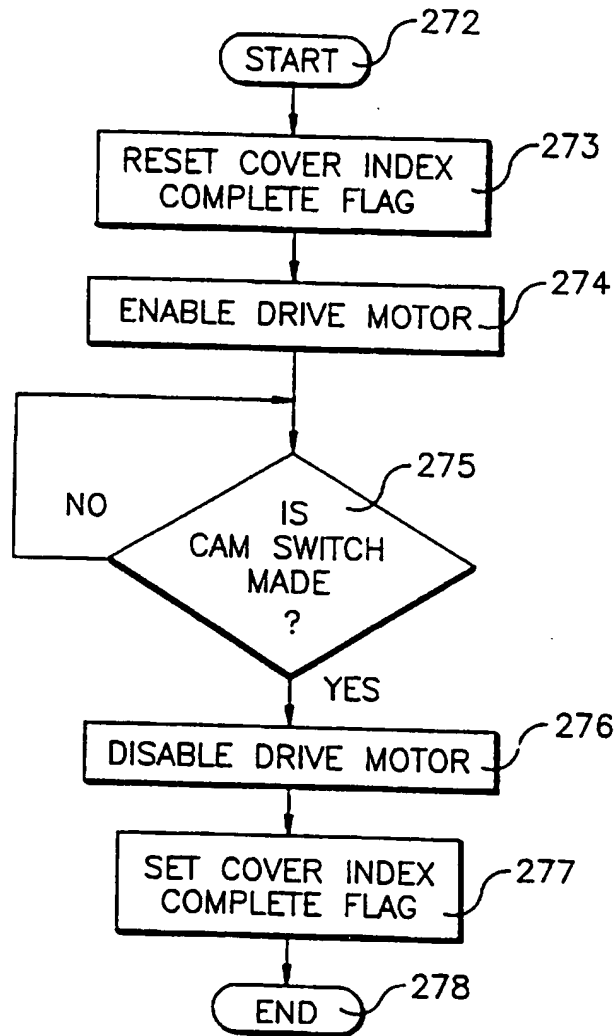 272
START
273
RESET COVER INDEX
COMPLETE FLAG
274
ENABLE DRIVE MOTOR
275
NO
IS
CAM SWITCH
MADE
?
YES
276
DISABLE DRIVE MOTOR
277
SET COVER INDEX
COMPLETE FLAG
278
END